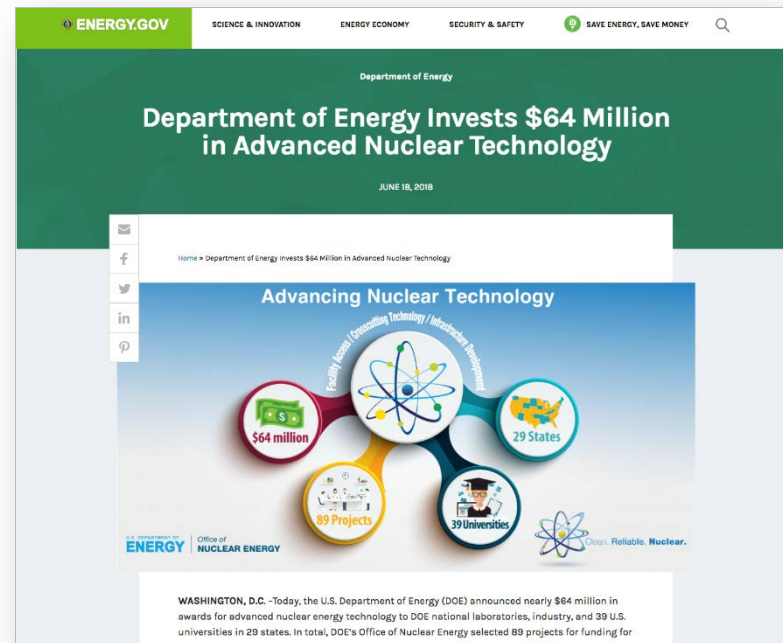 ENERGY.GOV
SCIENCE & INNOVATION
ENERGY ECONOMY
SECURITY & SAFETY
SAVE ENERGY, SAVE MONEY
Department of Energy
Department of Energy Invests $64 Million
in Advanced Nuclear Technology
JUNE 18, 2018
Home » Department of Energy Invests $64 Million in Advanced Nuclear Technology
Advancing Nuclear Technology
Facility Access / Crosscutting Technology / Infrastructure Development
$64 million
29 States
89 Projects
39 Universities
U.S. DEPARTMENT OF
ENERGY
Office of
NUCLEAR ENERGY
Clean. Reliable. Nuclear.
WASHINGTON, D.C. –Today, the U.S. Department of Energy (DOE) announced nearly $64 million in
awards for advanced nuclear energy technology to DOE national laboratories, industry, and 39 U.S.
universities in 29 states. In total, DOE's Office of Nuclear Energy selected 89 projects for funding for